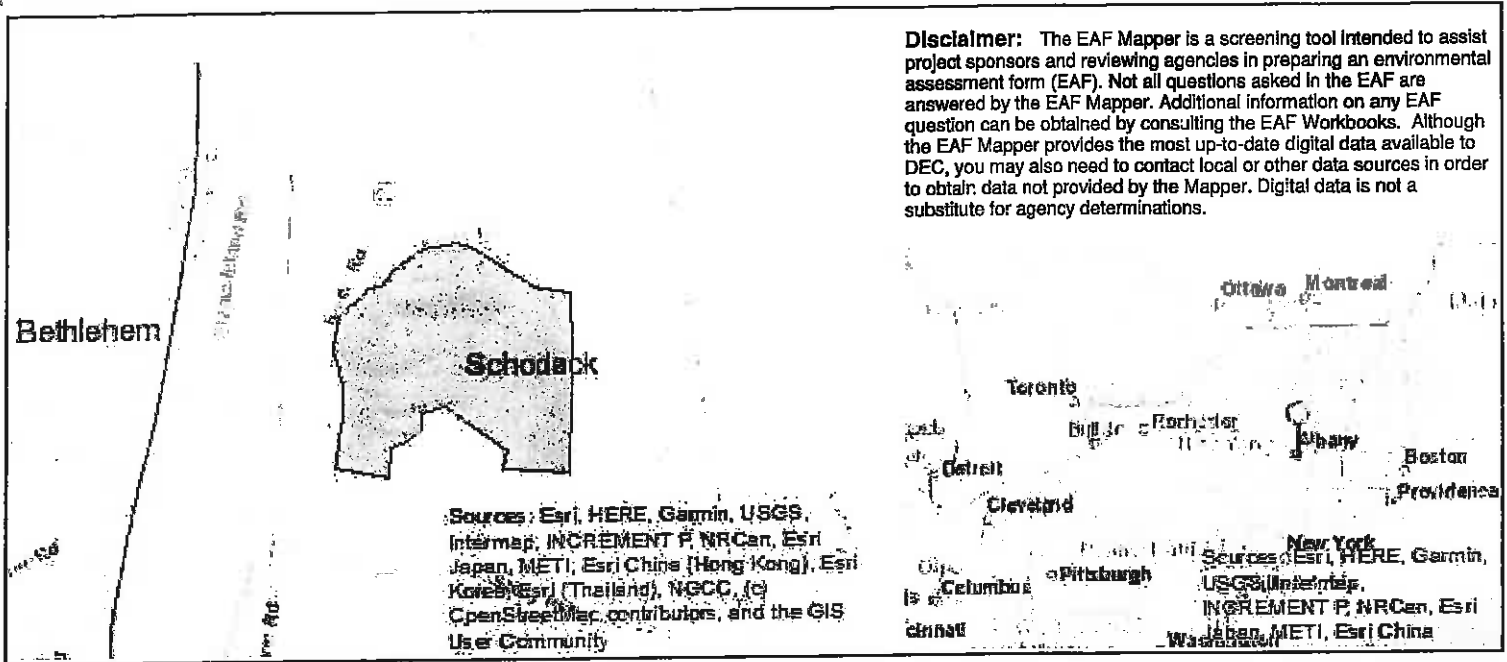 Disclaimer: The EAF Mapper is a screening tool intended to assist
project sponsors and reviewing agencies in preparing an environmental
assessment form (EAF). Not all questions asked in the EAF are
answered by the EAF Mapper. Additional information on any EAF
question can be obtained by consulting the EAF Workbooks. Although
the EAF Mapper provides the most up-to-date digital data available to
DEC, you may also need to contact local or other data sources in order
to obtain data not provided by the Mapper. Digital data is not a
substitute for agency determinations.
Bethlehem
Rd
Schodack
Rd
Sources: Esri, HERE, Garmin, USGS,
Intermap, INCREMENT P, NRCan, Esri
Japan, METI, Esri China (Hong Kong), Esri
Korea, Esri (Thailand), NGCC, (c)
OpenStreetMap contributors, and the GIS
User Community
Ottawa
Montreal
Toronto
Rochester
Albany
Boston
Detroit
Providence
Cleveland
New York
Pittsburgh
Columbus
cinnati
Sources: Esri, HERE, Garmin,
USGS, Intermap,
INCREMENT P, NRCan, Esri
Japan, METI, Esri China